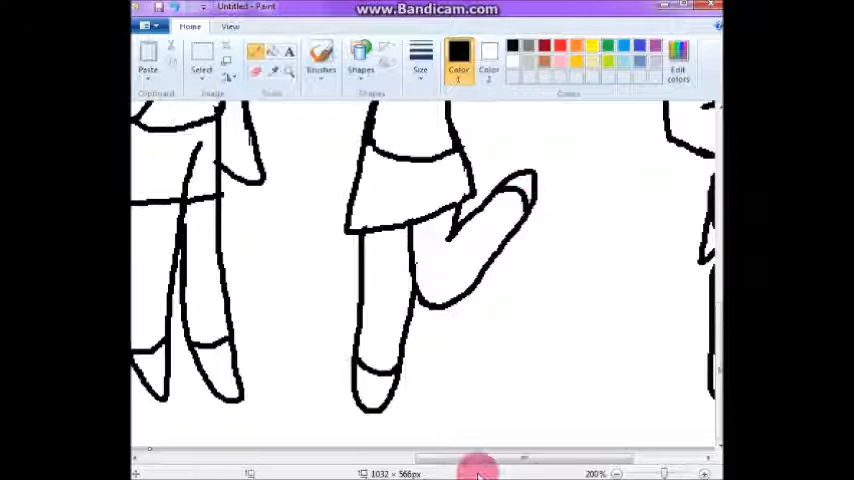 Untitled - Paint
www.Bandicam.com
Home View
Paste Select Brushes Shapes Size Color 1 Color 2 Edit colors
Clipboard Image Tools Shapes Colors
A
1032 × 566px
200%